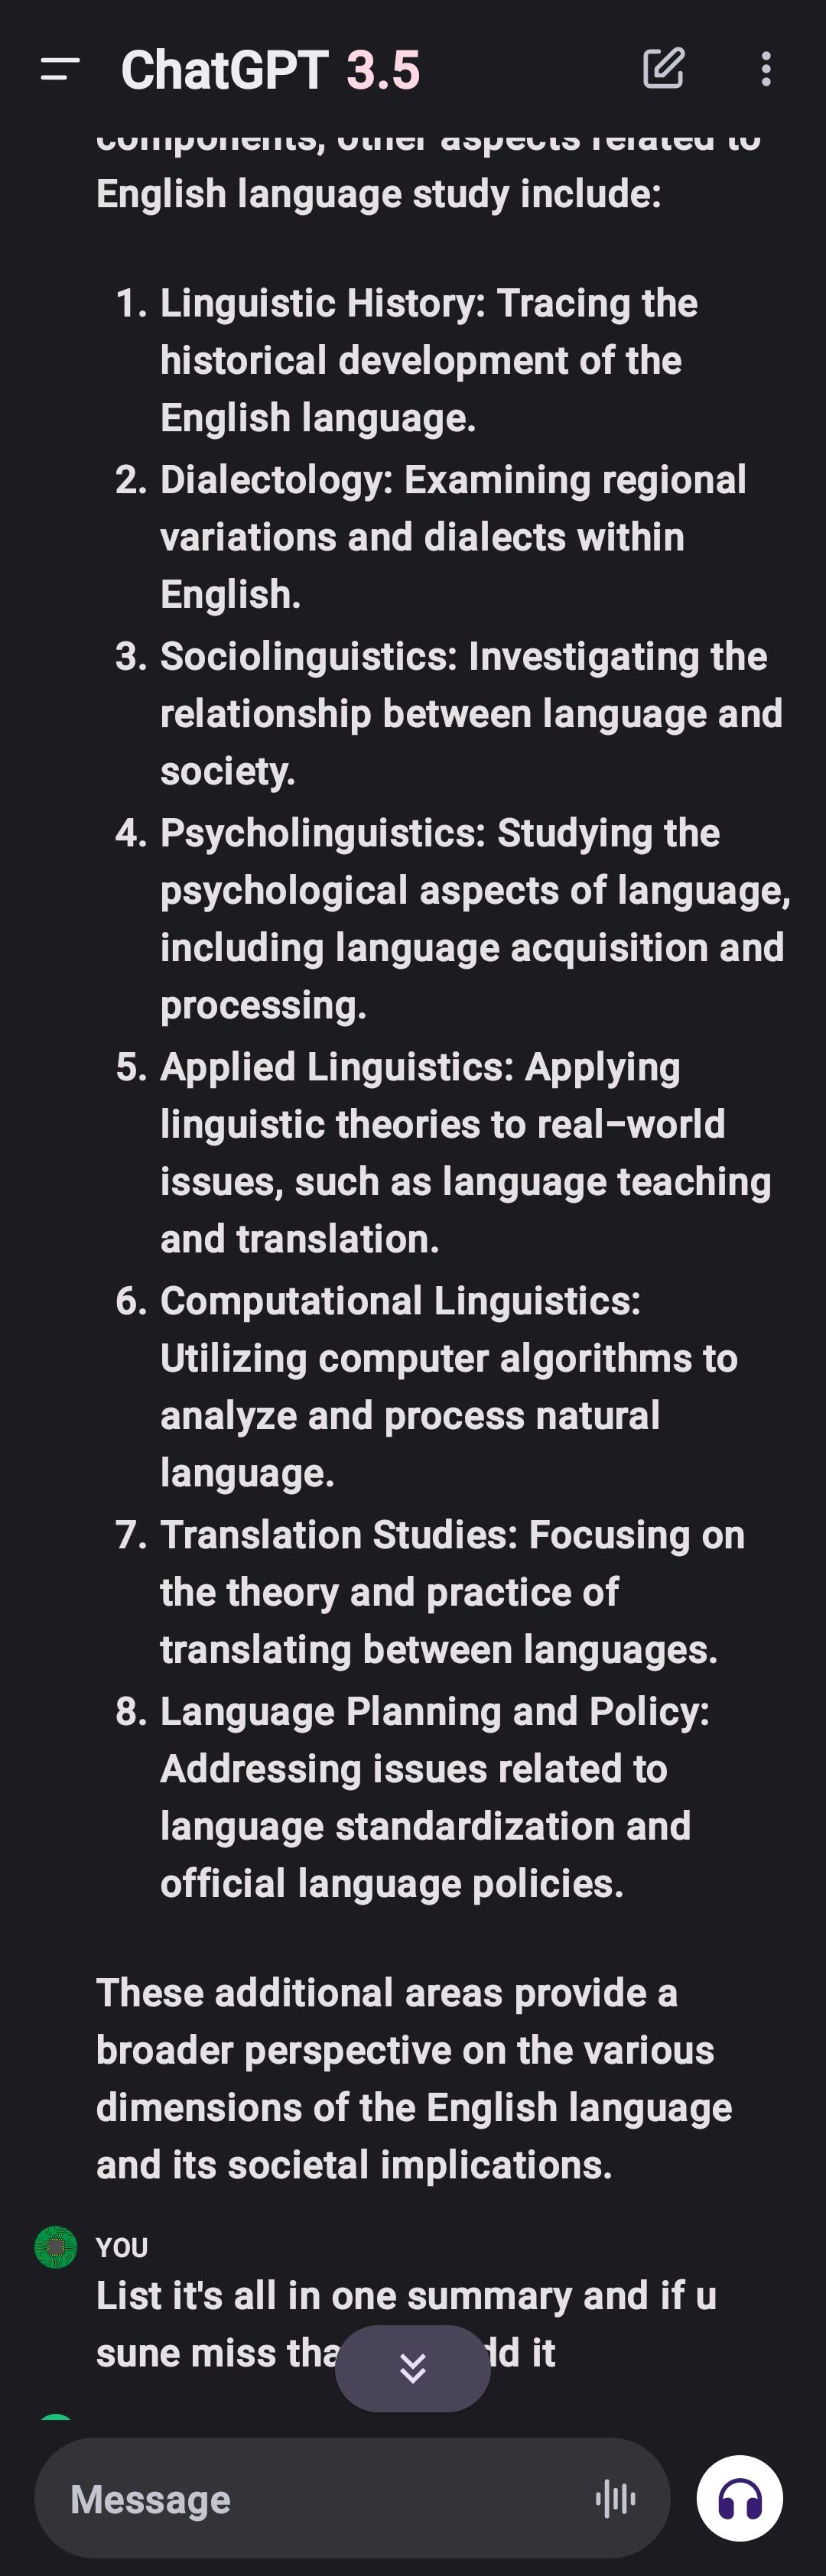 ChatGPT 3.5
components, other aspects related to
English language study include:
1. Linguistic History: Tracing the
historical development of the
English language.
2. Dialectology: Examining regional
variations and dialects within
English.
3. Sociolinguistics: Investigating the
relationship between language and
society.
4. Psycholinguistics: Studying the
psychological aspects of language,
including language acquisition and
processing.
5. Applied Linguistics: Applying
linguistic theories to real-world
issues, such as language teaching
and translation.
6. Computational Linguistics:
Utilizing computer algorithms to
analyze and process natural
language.
7. Translation Studies: Focusing on
the theory and practice of
translating between languages.
8. Language Planning and Policy:
Addressing issues related to
language standardization and
official language policies.
These additional areas provide a
broader perspective on the various
dimensions of the English language
and its societal implications.
YOU
List it's all in one summary and if u
sune miss it
Message